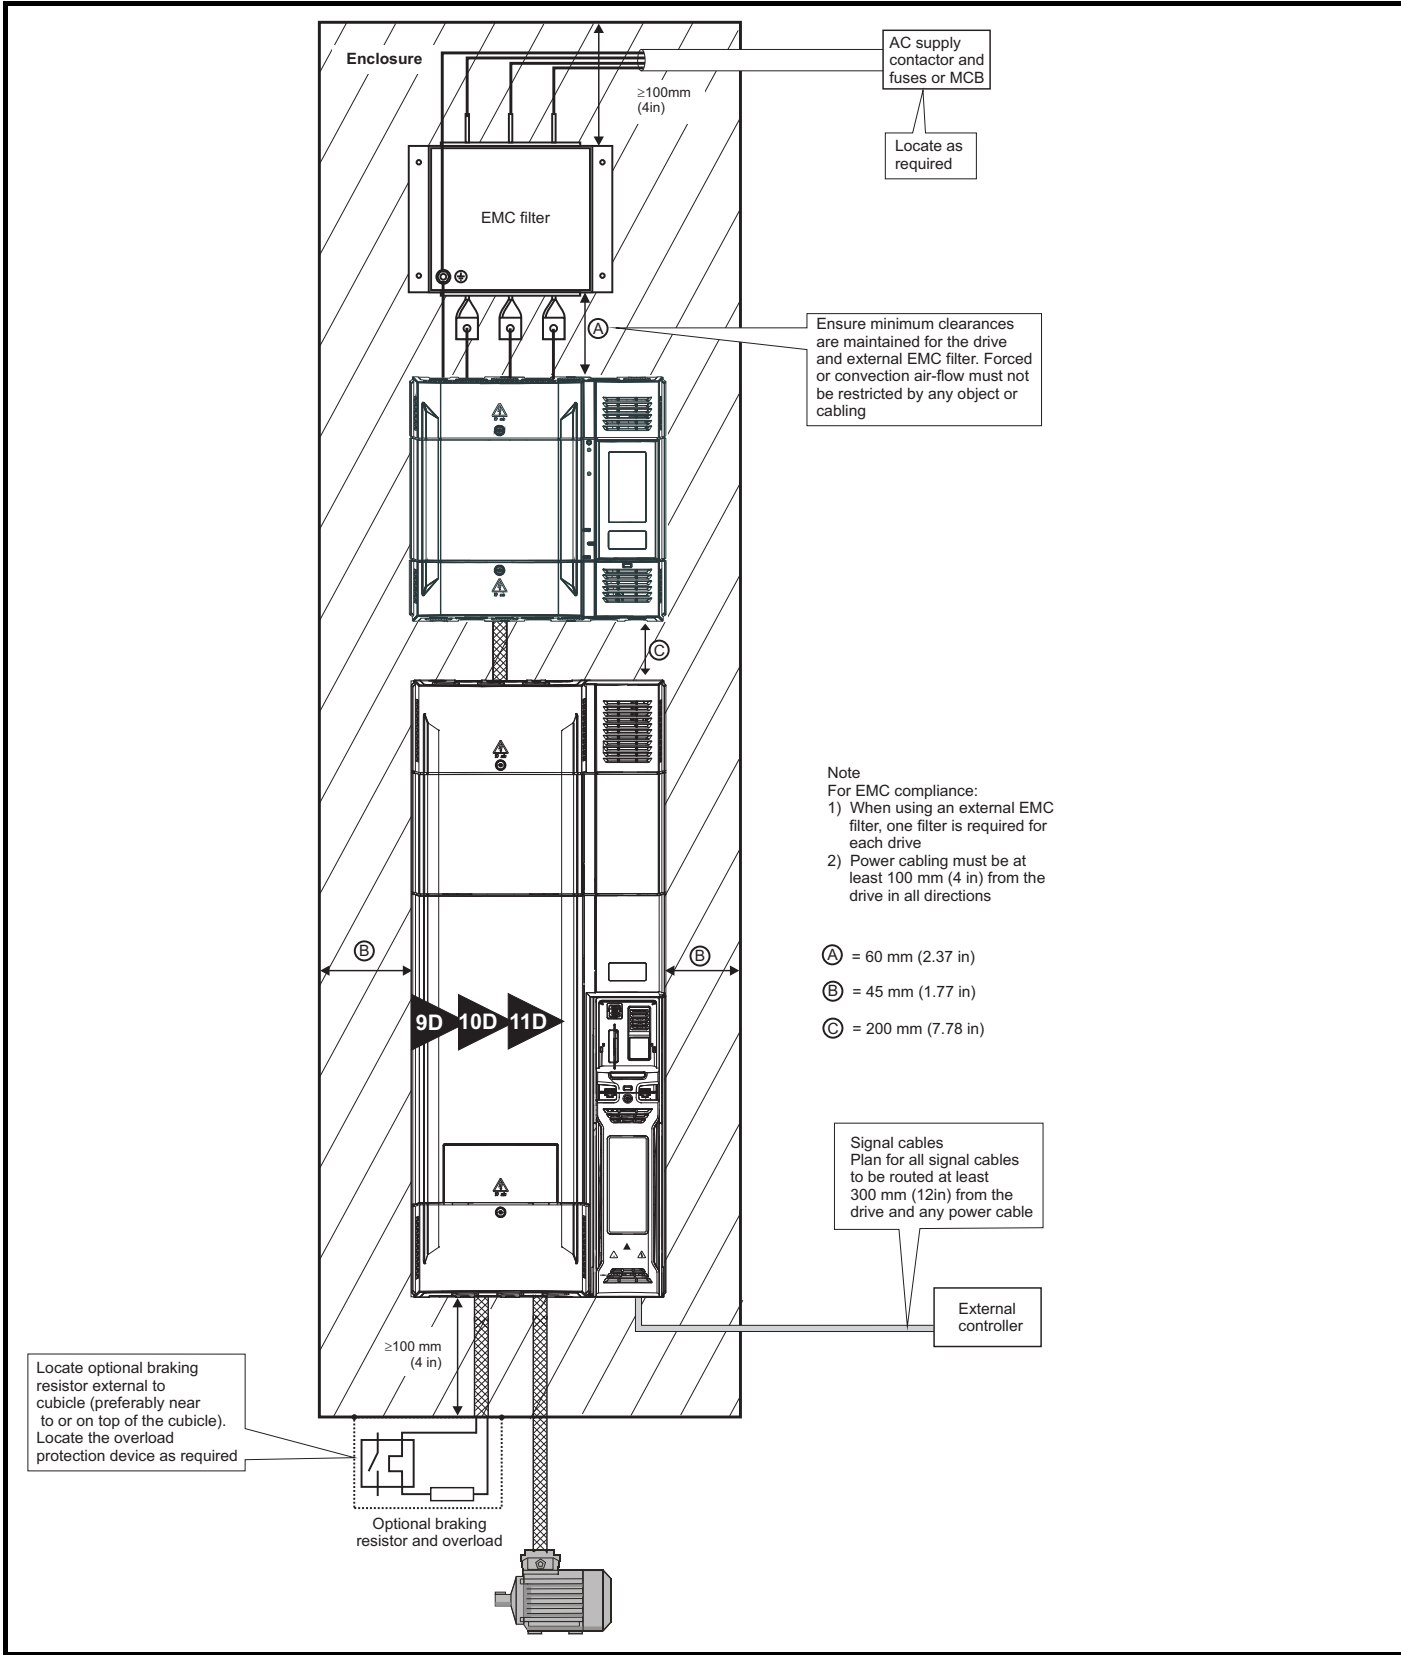 Enclosure
AC supply
contactor and
fuses or MCB
≥100mm
(4in)
Locate as
required
EMC filter
A
Ensure minimum clearances
are maintained for the drive
and external EMC filter. Forced
or convection air-flow must not
be restricted by any object or
cabling
C
Note
For EMC compliance:
1) When using an external EMC
filter, one filter is required for
each drive
2) Power cabling must be at
least 100 mm (4 in) from the
drive in all directions
B
B
A = 60 mm (2.37 in)
B = 45 mm (1.77 in)
C = 200 mm (7.78 in)
9D 10D 11D
Signal cables
Plan for all signal cables
to be routed at least
300 mm (12in) from the
drive and any power cable
External
controller
≥100 mm
(4 in)
Locate optional braking
resistor external to
cubicle (preferably near
to or on top of the cubicle).
Locate the overload
protection device as required
Optional braking
resistor and overload